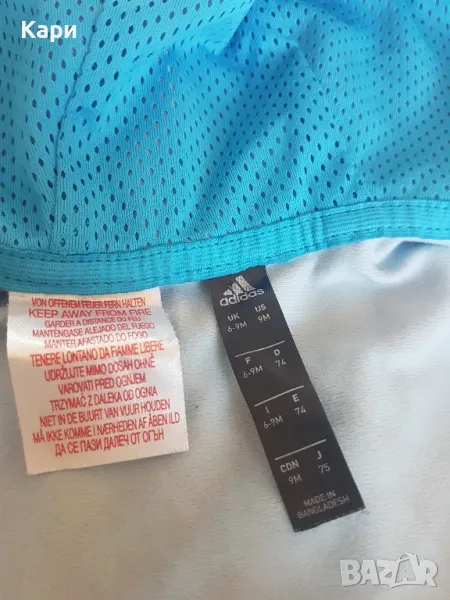 Кари
VON OFFENEM FEUER FERN HALTEN
KEEP AWAY FROM FIRE
GARDER A DISTANCE DU FEU
MANTÉNGASE ALEJADO DEL FUEGO
MANTER AFASTADO DO FOGO
TENERE LONTANO DA FIAMME LIBERE
UDRŽUJTE MIMO DOSAH OHNĚ
VAROVATI PRED OGNJEM
TRZYMAĆ Z DALEKA OD OGNIA
NIET IN DE BUURT VAN VUUR HOUDEN
MÅ IKKE KOMME I NÆRHEDEN AF ÅBEN ILD
ДА СЕ ПАЗИ ДАЛЕЧ ОТ ОГЪН
adidas
UK US
6-9M 9M
F D
6-9M 74
I E
6-9M 74
CDN J
9M 75
MADE IN
BANGLADESH
BAZAR